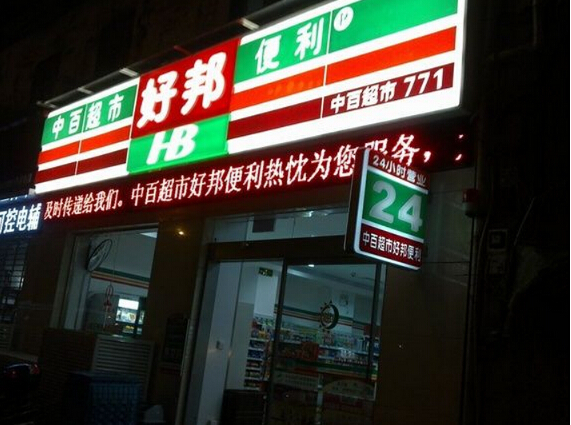 中百超市
好邦
HB
便利
中百超市 771
及时传递给我们。中百超市好邦便利热忱为您服务，
可控电辐
24小时营业
24
中百超市好邦便利